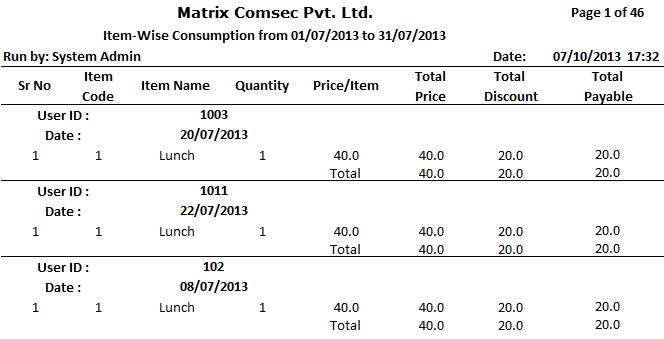 Matrix Comsec Pvt. Ltd. Page 1 of 46
Item-Wise Consumption from 01/07/2013 to 31/07/2013
Run by: System Admin Date: 07/10/2013 17:32
Sr No Item Code Item Name Quantity Price/Item Total Price Total Discount Total Payable
User ID : 1003
Date : 20/07/2013
1 1 Lunch 1 40.0 40.0 20.0 20.0
Total 40.0 20.0 20.0
User ID : 1011
Date : 22/07/2013
1 1 Lunch 1 40.0 40.0 20.0 20.0
Total 40.0 20.0 20.0
User ID : 102
Date : 08/07/2013
1 1 Lunch 1 40.0 40.0 20.0 20.0
Total 40.0 20.0 20.0